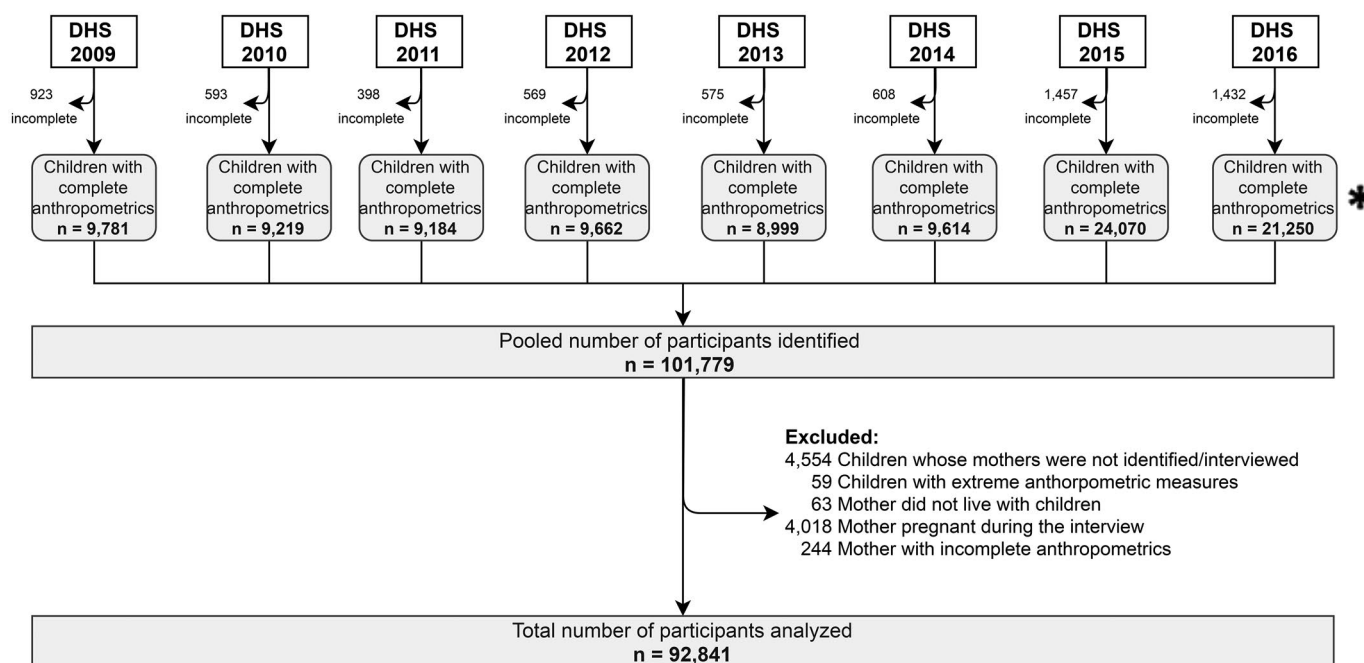 DHS
2009
DHS
2010
DHS
2011
DHS
2012
DHS
2013
DHS
2014
DHS
2015
DHS
2016
923
incomplete
593
incomplete
398
incomplete
569
incomplete
575
incomplete
608
incomplete
1,457
incomplete
1,432
incomplete
Children with
complete
anthropometrics
n = 9,781
Children with
complete
anthropometrics
n = 9,219
Children with
complete
anthropometrics
n = 9,184
Children with
complete
anthropometrics
n = 9,662
Children with
complete
anthropometrics
n = 8,999
Children with
complete
anthropometrics
n = 9,614
Children with
complete
anthropometrics
n = 24,070
Children with
complete
anthropometrics
n = 21,250
*
Pooled number of participants identified
n = 101,779
Excluded:
4,554 Children whose mothers were not identified/interviewed
59 Children with extreme anthorpometric measures
63 Mother did not live with children
4,018 Mother pregnant during the interview
244 Mother with incomplete anthropometrics
Total number of participants analyzed
n = 92,841